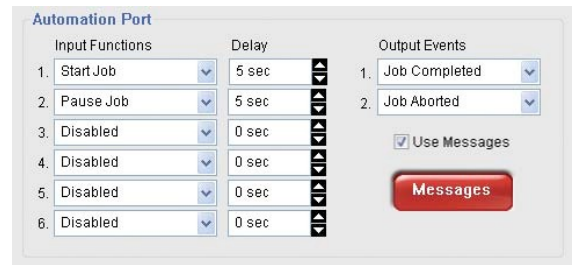 Automation Port
Input Functions Delay Output Events
1. Start Job 5 sec 1. Job Completed
2. Pause Job 5 sec 2. Job Aborted
3. Disabled 0 sec
Use Messages
4. Disabled 0 sec
5. Disabled 0 sec Messages
6. Disabled 0 sec